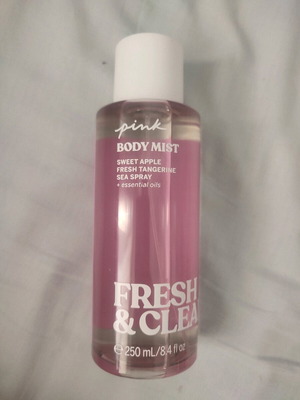 pink
BODY MIST
SWEET APPLE
FRESH TANGERINE
SEA SPRAY
+ essential oils
FRESH
& CLEA
℮ 250 mL/8.4 fl oz